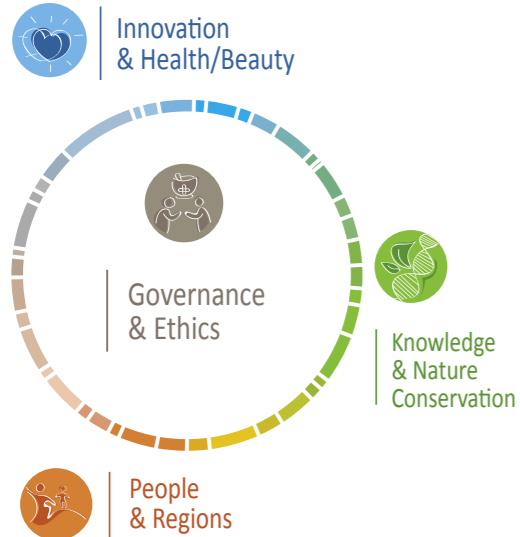 Innovation
& Health/Beauty
Governance
& Ethics
Knowledge
& Nature
Conservation
People
& Regions